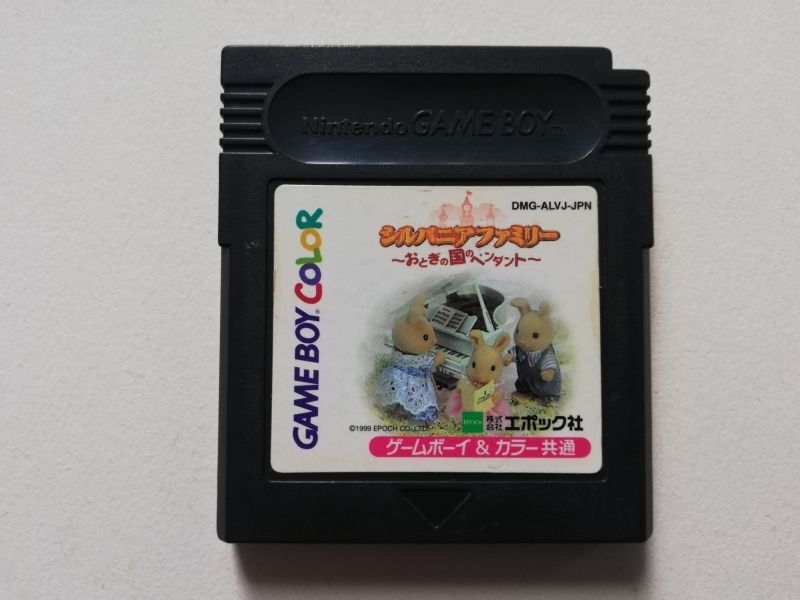 Nintendo GAME BOY™
DMG-ALVJ-JPN
シルバニアファミリー
〜おとぎの国のペンダント〜
GAME BOY COLOR
©1999 EPOCH CO.,LTD.
EPOCH
株式会社 エポック社
ゲームボーイ & カラー共通